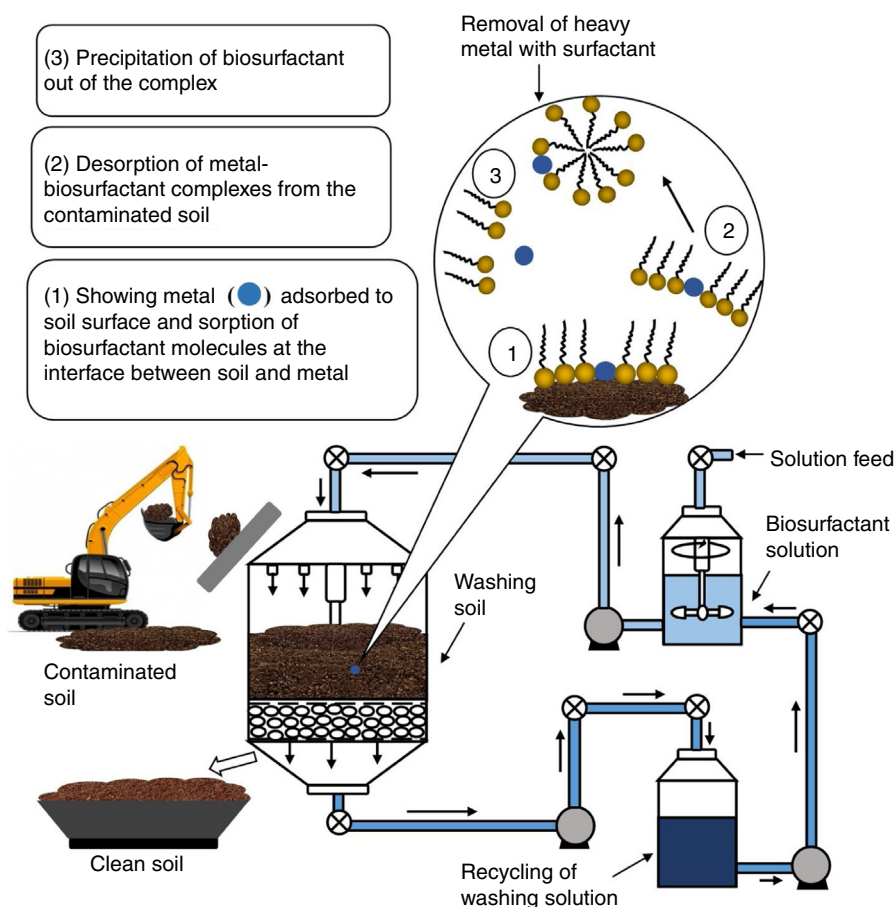 Removal of heavy
metal with surfactant
(3) Precipitation of biosurfactant
out of the complex
(2) Desorption of metal-
biosurfactant complexes from the
contaminated soil
(1) Showing metal ( ) adsorbed to
soil surface and sorption of
biosurfactant molecules at the
interface between soil and metal
3
2
1
Solution feed
Biosurfactant
solution
Washing
soil
Contaminated
soil
Clean soil
Recycling of
washing solution